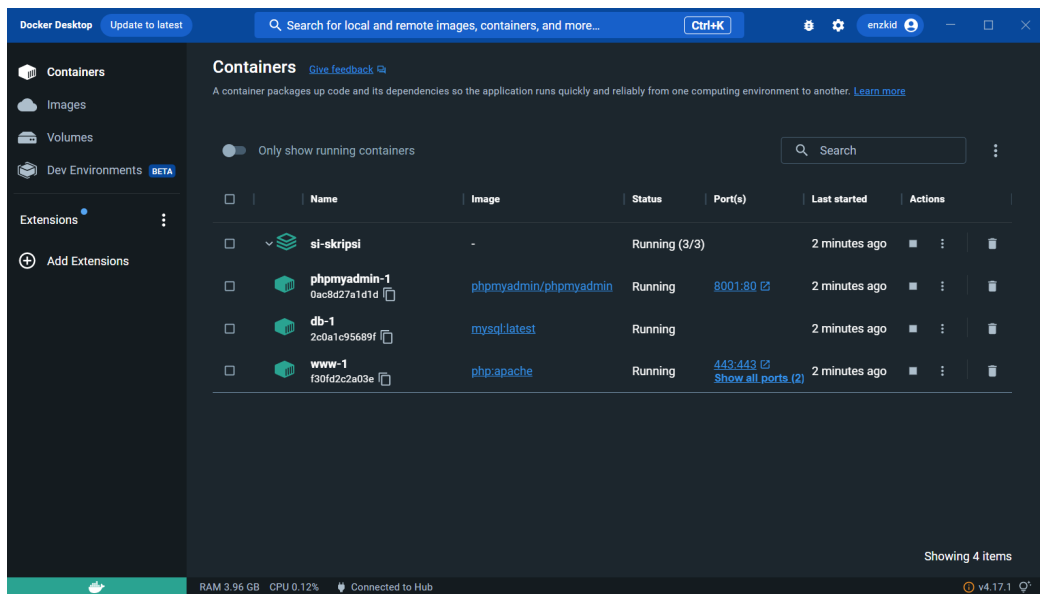 Docker Desktop Update to latest Search for local and remote images, containers, and more... Ctrl+K enzkid
Containers
Images
Volumes
Dev Environments BETA
Extensions
Add Extensions
Containers Give feedback
A container packages up code and its dependencies so the application runs quickly and reliably from one computing environment to another. Learn more
Only show running containers Search
Name Image Status Port(s) Last started Actions
si-skripsi - Running (3/3) 2 minutes ago
phpmyadmin-1
0ac8d27a1d1d phpmyadmin/phpmyadmin Running 8001:80 2 minutes ago
db-1
2c0a1c95689f mysql:latest Running 2 minutes ago
www-1 443:443
f30fd2c2a03e php:apache Running Show all ports (2) 2 minutes ago
Showing 4 items
RAM 3.96 GB CPU 0.12% Connected to Hub v4.17.1